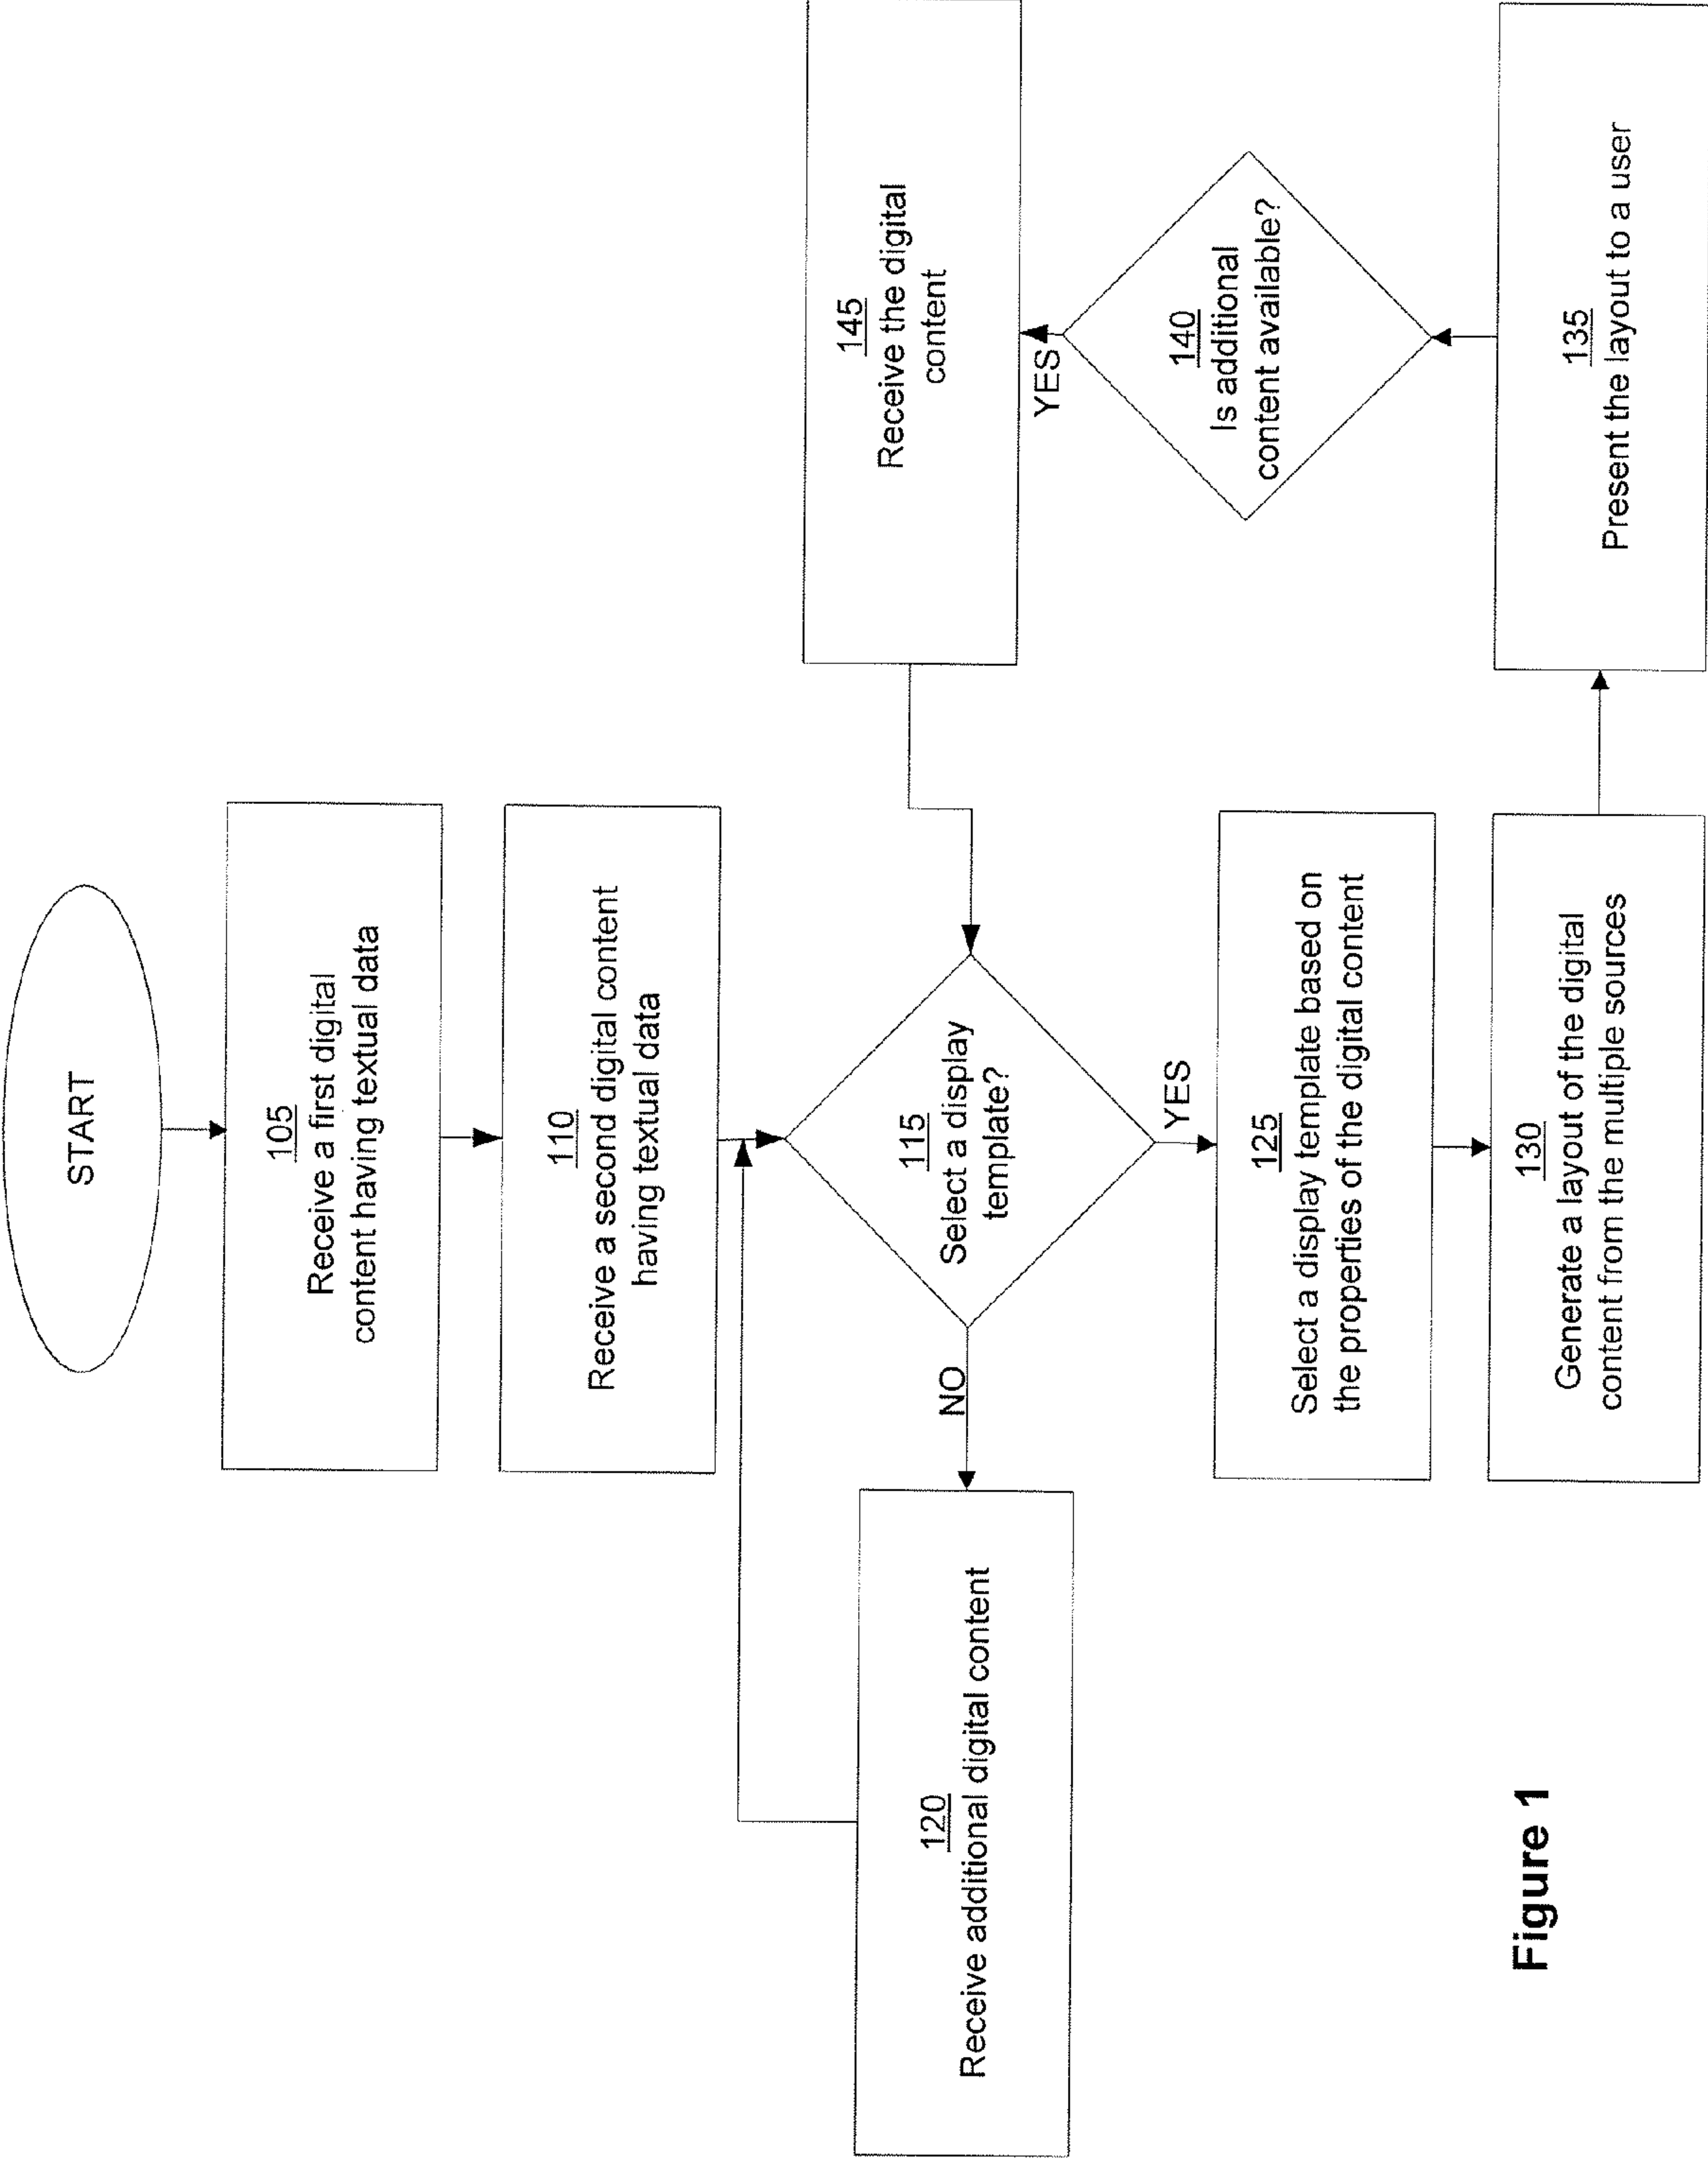 START
105
Receive a first digital
content having textual data
110
Receive a second digital content
having textual data
115
Select a display
template?
NO
120
Receive additional digital content
YES
125
Select a display template based on
the properties of the digital content
130
Generate a layout of the digital
content from the multiple sources
135
Present the layout to a user
140
Is additional
content available?
YES
145
Receive the digital
content
Figure 1